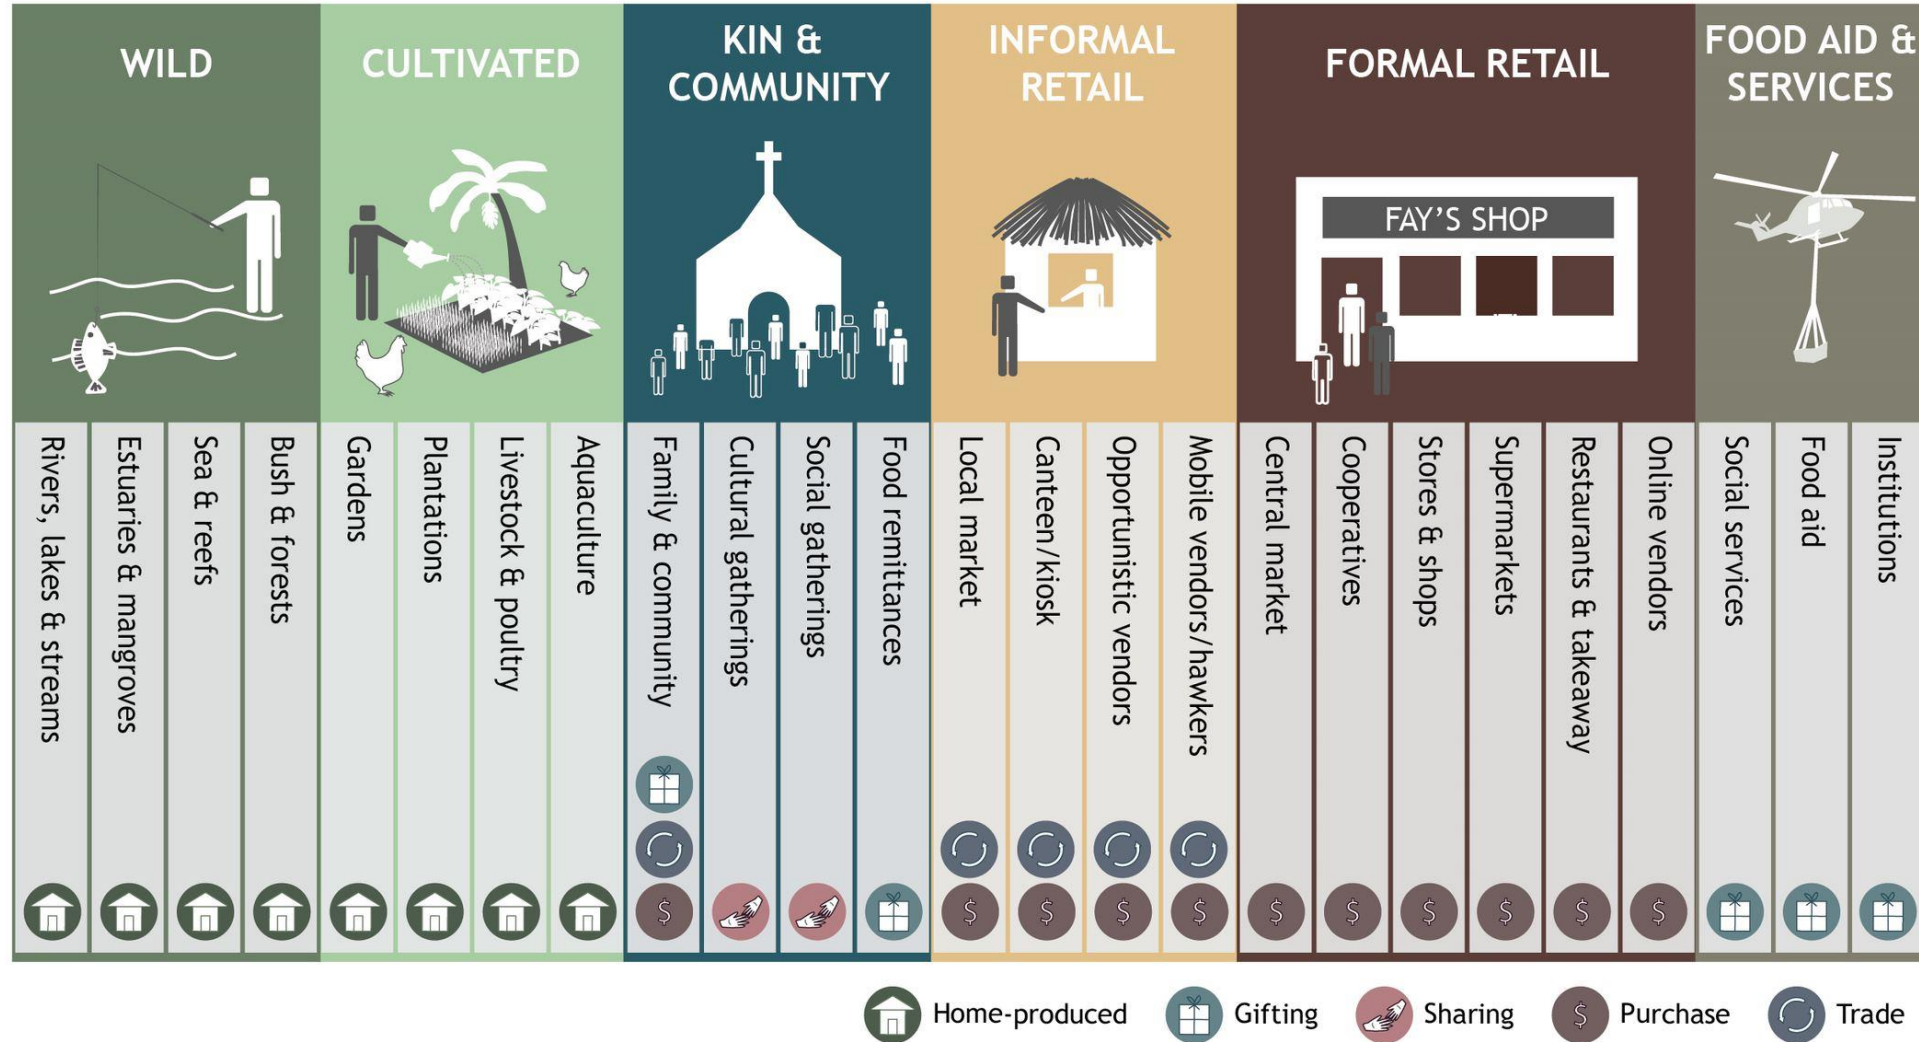 WILD
CULTIVATED
KIN &
COMMUNITY
INFORMAL
RETAIL
FORMAL RETAIL
FOOD AID &
SERVICES
FAY'S SHOP
Rivers, lakes & streams
Estuaries & mangroves
Sea & reefs
Bush & forests
Gardens
Plantations
Livestock & poultry
Aquaculture
Family & community
Cultural gatherings
Social gatherings
Food remittances
Local market
Canteen/kiosk
Opportunistic vendors
Mobile vendors/hawkers
Central market
Cooperatives
Stores & shops
Supermarkets
Restaurants & takeaway
Online vendors
Social services
Food aid
Institutions
$ $ $ $ $ $ $ $ $ $ $
Home-produced
Gifting
Sharing
$ Purchase
Trade